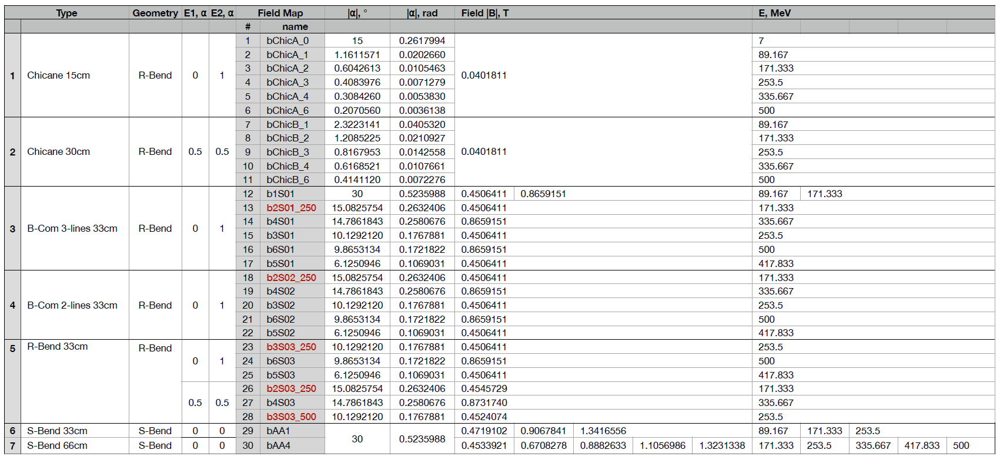 Type Geometry E1, α E2, α Field Map |α|, ° |α|, rad Field |B|, T E, MeV
# name
1 bChicA_0 15 0.2617994 7
2 bChicA_1 1.1611571 0.0202660 89.167
3 bChicA_2 0.6042613 0.0105463 171.333
1 Chicane 15cm R-Bend 0 1 0.0401811
4 bChicA_3 0.4083976 0.0071279 253.5
5 bChicA_4 0.3084260 0.0053830 335.667
6 bChicA_6 0.2070560 0.0036138 500
7 bChicB_1 2.3223141 0.0405320 89.167
8 bChicB_2 1.2085225 0.0210927 171.333
2 Chicane 30cm R-Bend 0.5 0.5 9 bChicB_3 0.8167953 0.0142558 0.0401811 253.5
10 bChicB_4 0.6168521 0.0107661 335.667
11 bChicB_6 0.4141120 0.0072276 500
12 b1S01 30 0.5235988 0.4506411 0.8659151 89.167 171.333
13 b2S01_250 15.0825754 0.2632406 0.4506411 171.333
14 b4S01 14.7861843 0.2580676 0.8659151 335.667
3 B-Com 3-lines 33cm R-Bend 0 1
15 b3S01 10.1292120 0.1767881 0.4506411 253.5
16 b6S01 9.8653134 0.1721822 0.8659151 500
17 b5S01 6.1250946 0.1069031 0.4506411 417.833
18 b2S02_250 15.0825754 0.2632406 0.4506411 171.333
19 b4S02 14.7861843 0.2580676 0.8659151 335.667
4 B-Com 2-lines 33cm R-Bend 0 1 20 b3S02 10.1292120 0.1767881 0.4506411 253.5
21 b6S02 9.8653134 0.1721822 0.8659151 500
22 b5S02 6.1250946 0.1069031 0.4506411 417.833
5 R-Bend 33cm R-Bend 23 b3S03_250 10.1292120 0.1767881 0.4506411 253.5
0 1 24 b6S03 9.8653134 0.1721822 0.8659151 500
25 b5S03 6.1250946 0.1069031 0.4506411 417.833
26 b2S03_250 15.0825754 0.2632406 0.4545729 171.333
0.5 0.5 27 b4S03 14.7861843 0.2580676 0.8731740 335.667
28 b3S03_500 10.1292120 0.1767881 0.4524074 253.5
6 S-Bend 33cm S-Bend 0 0 29 bAA1 0.4719102 0.9067841 1.3416556 89.167 171.333 253.5
30 0.5235988
7 S-Bend 66cm S-Bend 0 0 30 bAA4 0.4533921 0.6708278 0.8882633 1.1056986 1.3231338 171.333 253.5 335.667 417.833 500